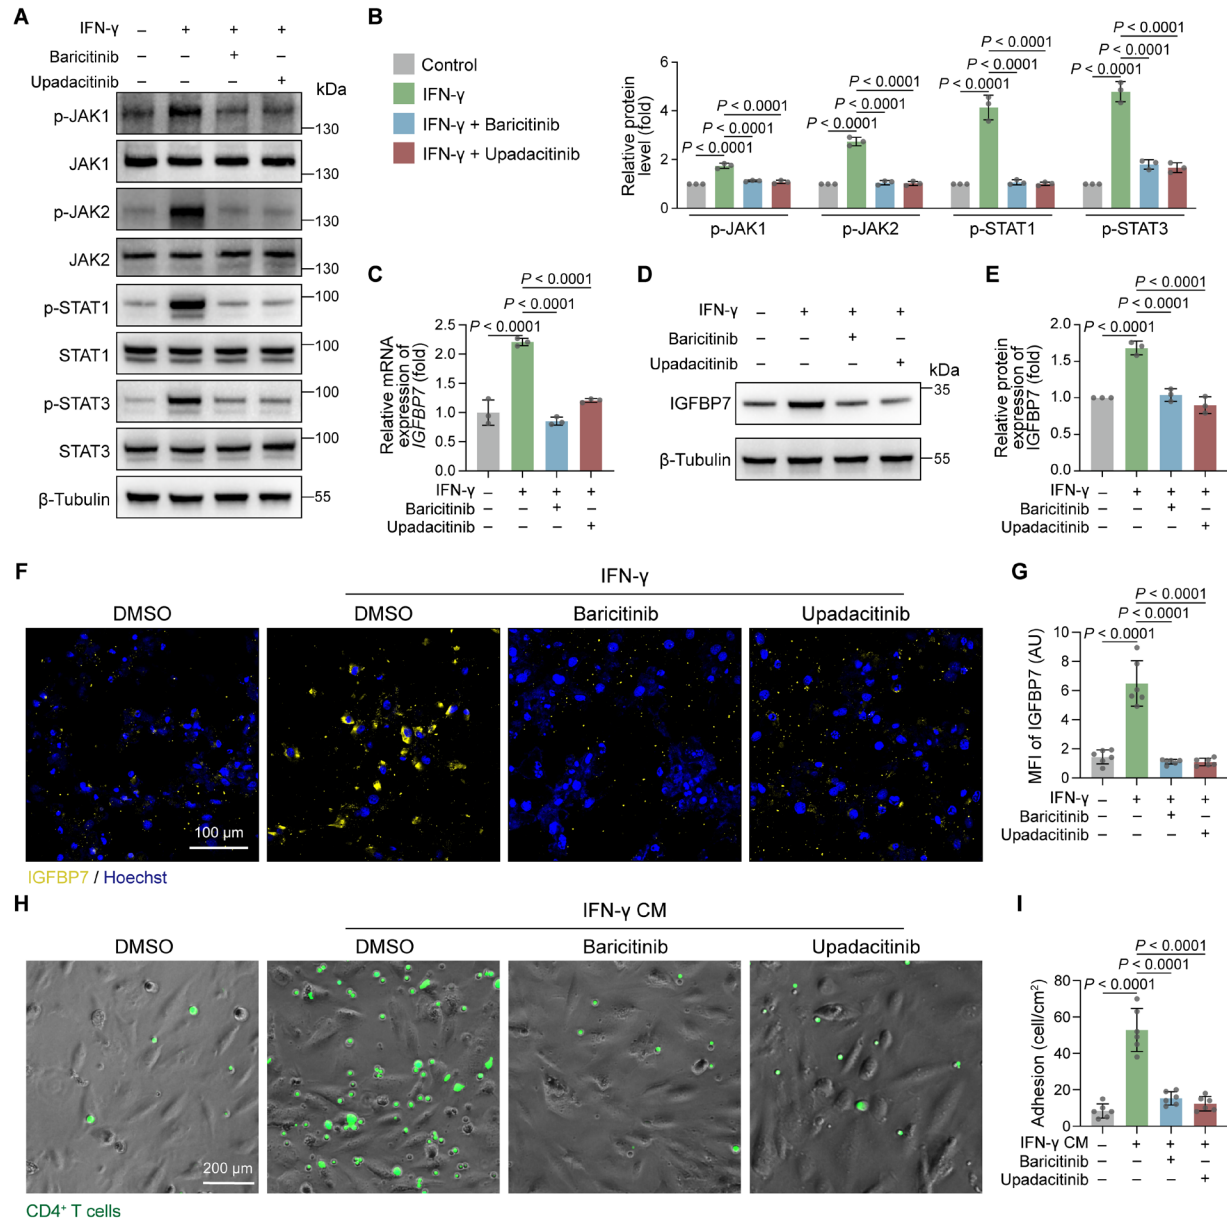 A
IFN-γ – + + +
Baricitinib – – + –
Upadacitinib – – – +
kDa
p-JAK1
130
JAK1
130
p-JAK2
130
JAK2
130
p-STAT1
100
STAT1
100
p-STAT3
100
STAT3
100
β-Tubulin
55
B
Control
IFN-γ
IFN-γ + Baricitinib
IFN-γ + Upadacitinib
Relative protein
level (fold)
6
4
2
0
P < 0.0001
P < 0.0001
P < 0.0001
P < 0.0001
P < 0.0001
P < 0.0001
P < 0.0001
P < 0.0001
P < 0.0001
P < 0.0001
P < 0.0001
P < 0.0001
p-JAK1 p-JAK2 p-STAT1 p-STAT3
C
Relative mRNA
expression of
IGFBP7 (fold)
2.5
2.0
1.5
1.0
0.5
0.0
P < 0.0001
P < 0.0001
P < 0.0001
IFN-γ – + + +
Baricitinib – – + –
Upadacitinib – – – +
D
IFN-γ – + + +
Baricitinib – – + –
Upadacitinib – – – +
kDa
IGFBP7
35
β-Tubulin
55
E
Relative protein
expression of
IGFBP7 (fold)
2.0
1.5
1.0
0.5
0.0
P < 0.0001
P < 0.0001
P < 0.0001
IFN-γ – + + +
Baricitinib – – + –
Upadacitinib – – – +
F
IFN-γ
DMSO DMSO Baricitinib Upadacitinib
100 μm
IGFBP7 / Hoechst
G
MFI of IGFBP7 (AU)
10
8
6
4
2
0
P < 0.0001
P < 0.0001
P < 0.0001
IFN-γ – + + +
Baricitinib – – + –
Upadacitinib – – – +
H
IFN-γ CM
DMSO DMSO Baricitinib Upadacitinib
200 μm
CD4⁺ T cells
I
Adhesion (cell/cm²)
80
60
40
20
0
P < 0.0001
P < 0.0001
P < 0.0001
IFN-γ CM – + + +
Baricitinib – – + –
Upadacitinib – – – +